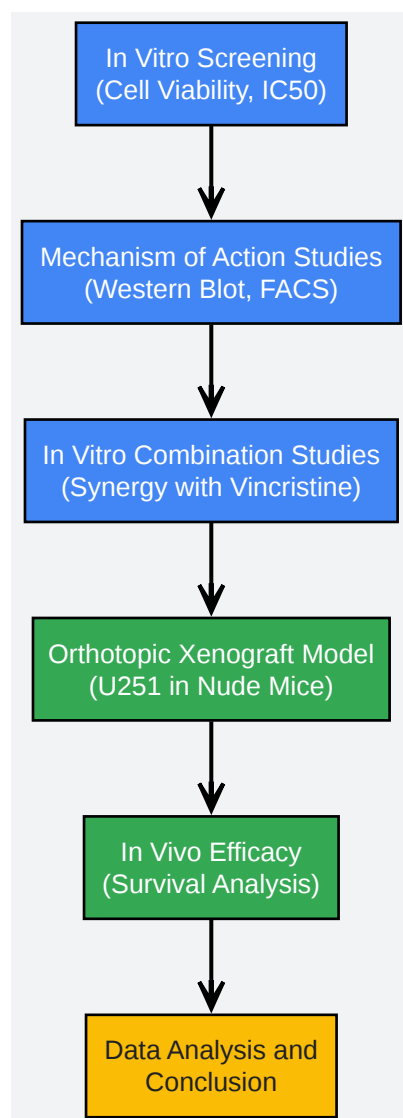 In Vitro Screening
(Cell Viability, IC50)
Mechanism of Action Studies
(Western Blot, FACS)
In Vitro Combination Studies
(Synergy with Vincristine)
Orthotopic Xenograft Model
(U251 in Nude Mice)
In Vivo Efficacy
(Survival Analysis)
Data Analysis and
Conclusion